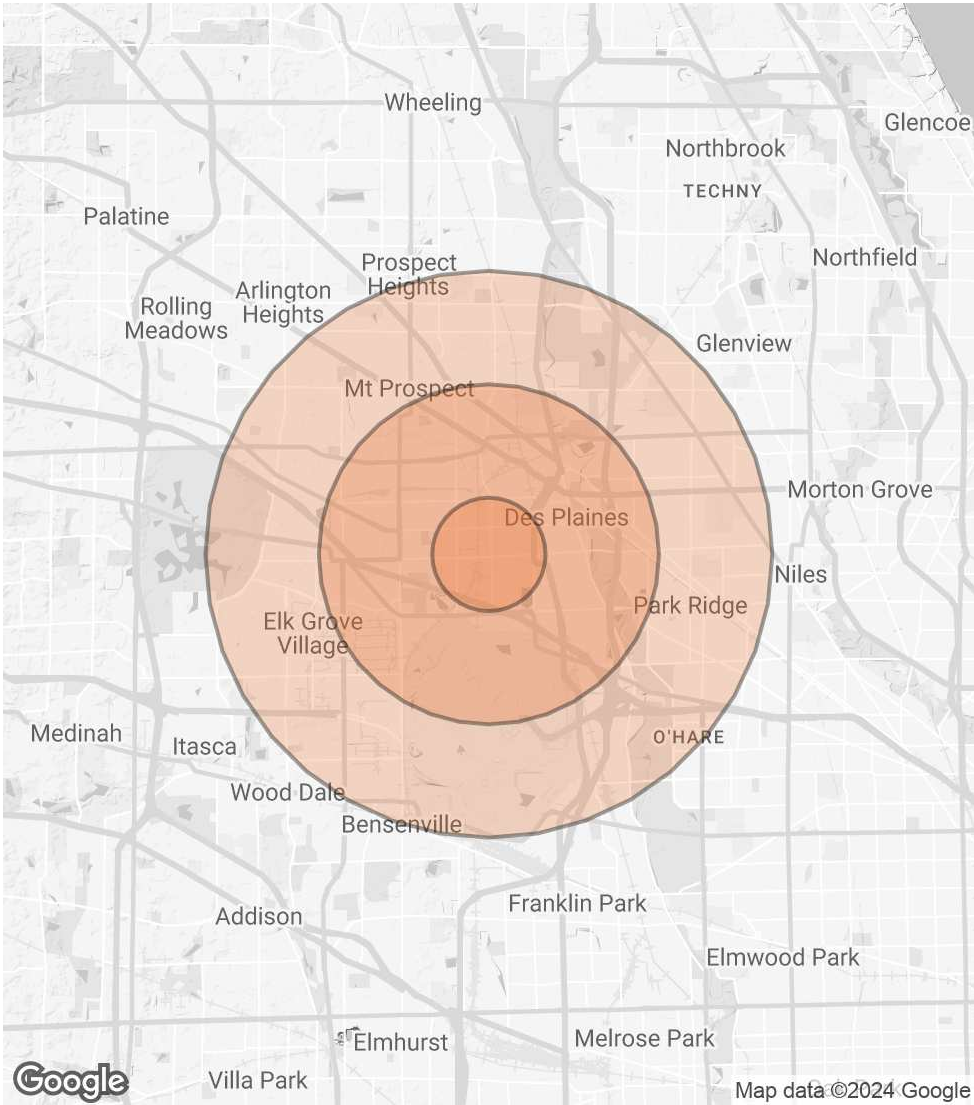 Wheeling
Glencoe
Northbrook
TECHNY
Palatine
Northfield
Prospect
Heights
Arlington
Heights
Rolling
Meadows
Glenview
Mt Prospect
Morton Grove
Des Plaines
Niles
Park Ridge
Elk Grove
Village
Medinah
O'HARE
Itasca
Wood Dale
Bensenville
Franklin Park
Addison
Elmwood Park
Melrose Park
Elmhurst
Villa Park
Google
Map data ©2024 Google